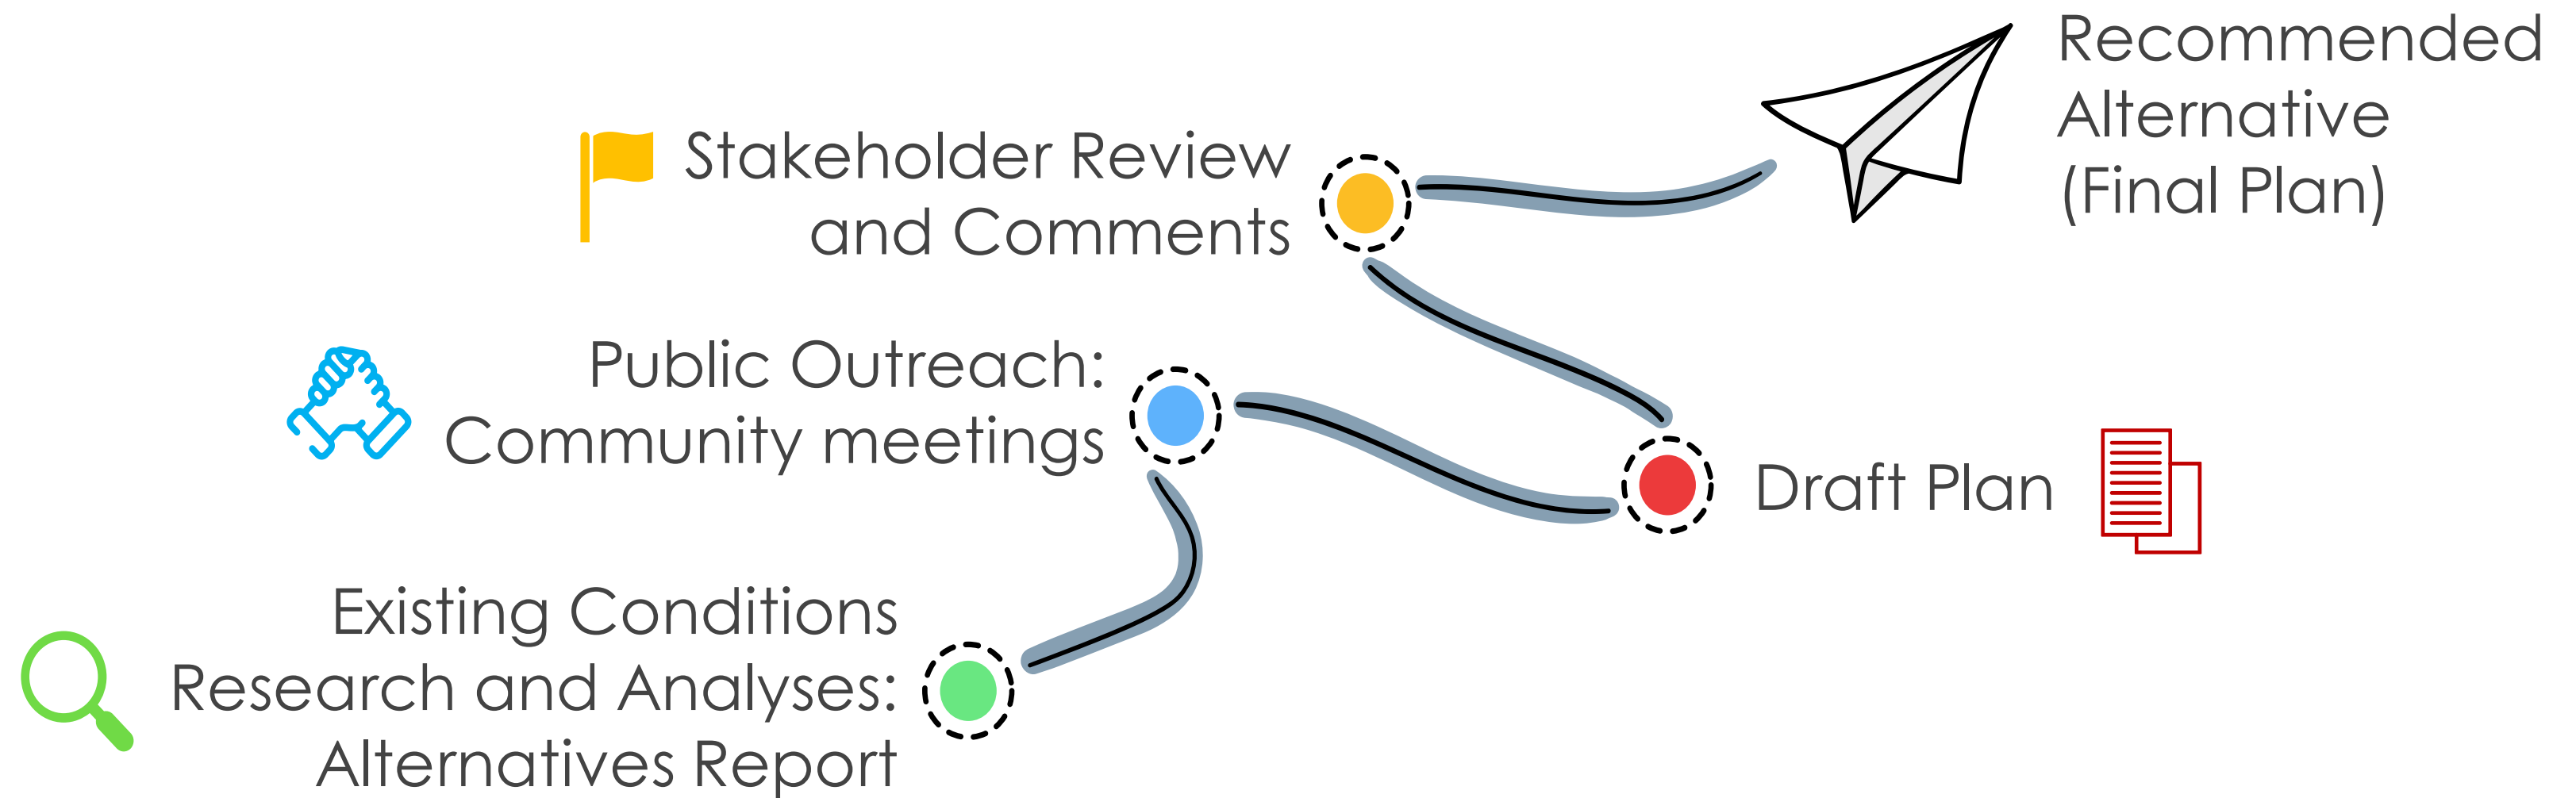 Recommended
Alternative
(Final Plan)
Stakeholder Review
and Comments
Public Outreach:
Community meetings
Draft Plan
Existing Conditions
Research and Analyses:
Alternatives Report